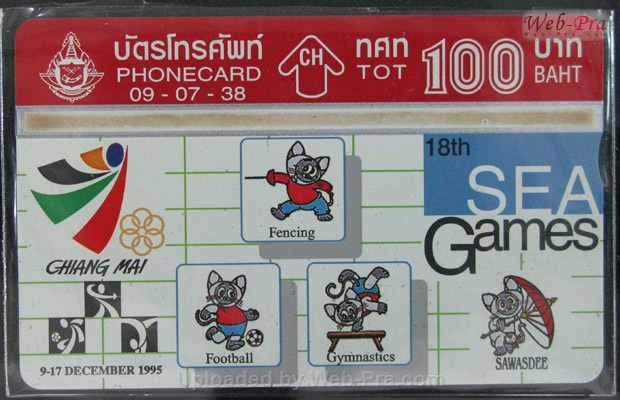 Web-Pra
บัตรโทรศัพท์
PHONECARD
09 - 07 - 38
CH
ทศท
TOT
100
บาท
BAHT
18th
SEA
Games
Fencing
CHIANG MAI
Football
Gymnastics
9-17 DECEMBER 1995
SAWASDEE
Uploaded by Web-Pra.com